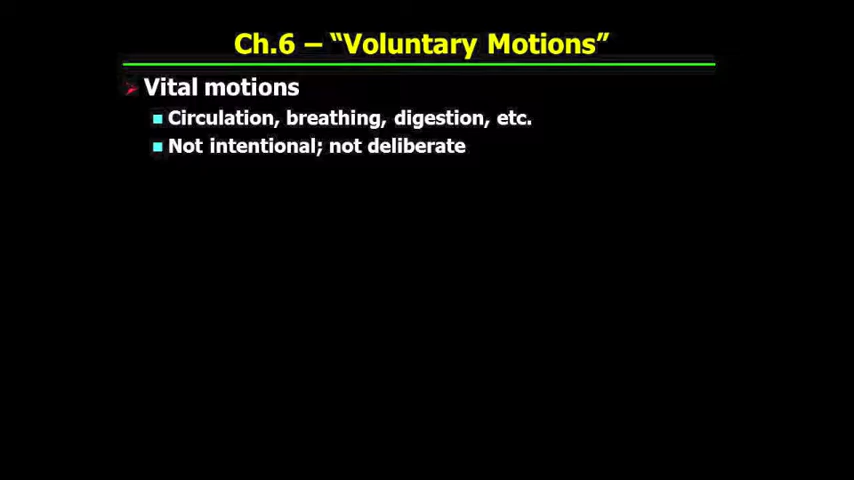 Ch.6 – “Voluntary Motions”
Vital motions
Circulation, breathing, digestion, etc.
Not intentional; not deliberate